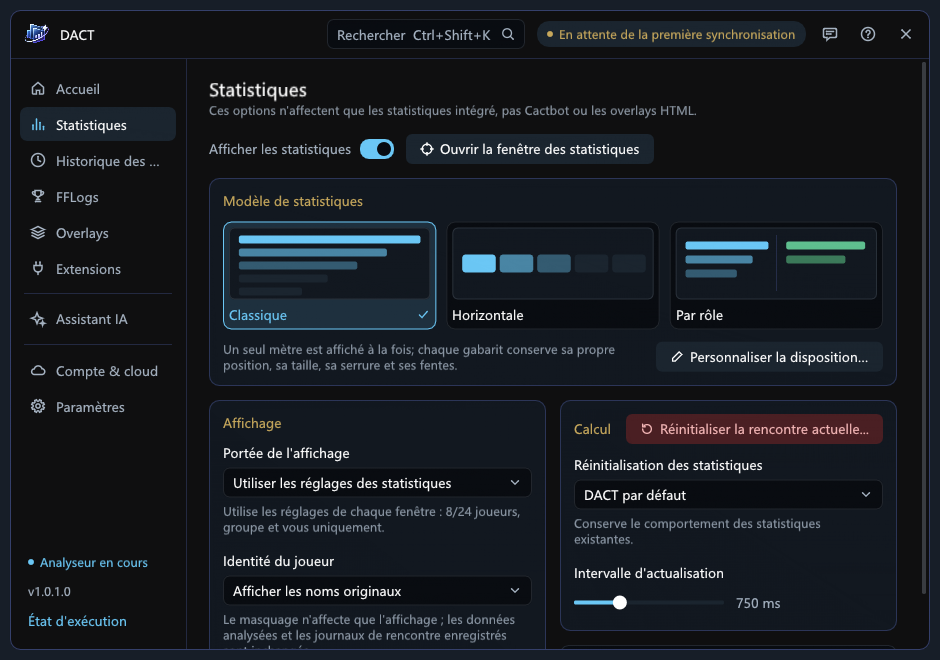 DACT
Rechercher Ctrl+Shift+K
En attente de la première synchronisation
Accueil
Statistiques
Historique des ...
FFLogs
Overlays
Extensions
Assistant IA
Compte & cloud
Paramètres
Analyseur en cours
v1.0.1.0
État d'exécution
Statistiques
Ces options n'affectent que les statistiques intégré, pas Cactbot ou les overlays HTML.
Afficher les statistiques
Ouvrir la fenêtre des statistiques
Modèle de statistiques
Classique
Horizontale
Par rôle
Un seul mètre est affiché à la fois; chaque gabarit conserve sa propre
position, sa taille, sa serrure et ses fentes.
Personnaliser la disposition...
Affichage
Portée de l'affichage
Utiliser les réglages des statistiques
Utilise les réglages de chaque fenêtre : 8/24 joueurs,
groupe et vous uniquement.
Identité du joueur
Afficher les noms originaux
Le masquage n'affecte que l'affichage ; les données
analysées et les journaux de rencontre enregistrés
Calcul
Réinitialiser la rencontre actuelle...
Réinitialisation des statistiques
DACT par défaut
Conserve le comportement des statistiques
existantes.
Intervalle d'actualisation
750 ms